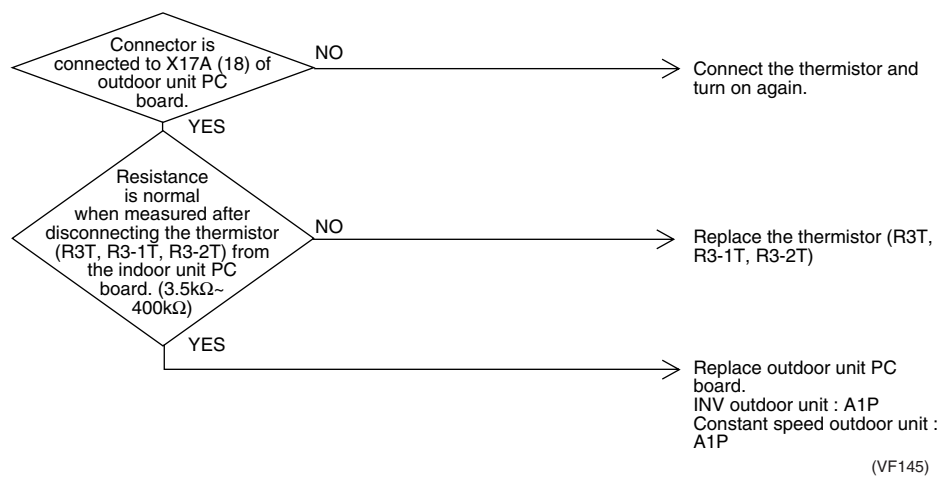 Connector is
connected to X17A (18) of
outdoor unit PC
board.
NO
Connect the thermistor and
turn on again.
YES
Resistance
is normal
when measured after
disconnecting the thermistor
(R3T, R3-1T, R3-2T) from
the indoor unit PC
board. (3.5kΩ~
400kΩ)
NO
Replace the thermistor (R3T,
R3-1T, R3-2T)
YES
Replace outdoor unit PC
board.
INV outdoor unit : A1P
Constant speed outdoor unit :
A1P
(VF145)